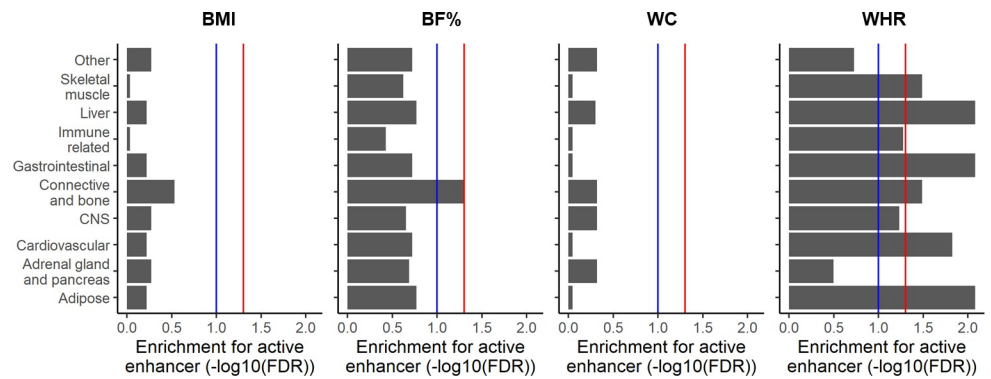 BMI
BF%
WC
WHR
Other
Skeletal
muscle
Liver
Immune
related
Gastrointestinal
Connective
and bone
CNS
Cardiovascular
Adrenal gland
and pancreas
Adipose
0.0 0.5 1.0 1.5 2.0
0.0 0.5 1.0 1.5 2.0
0.0 0.5 1.0 1.5 2.0
0.0 0.5 1.0 1.5 2.0
Enrichment for active
enhancer (-log10(FDR))
Enrichment for active
enhancer (-log10(FDR))
Enrichment for active
enhancer (-log10(FDR))
Enrichment for active
enhancer (-log10(FDR))